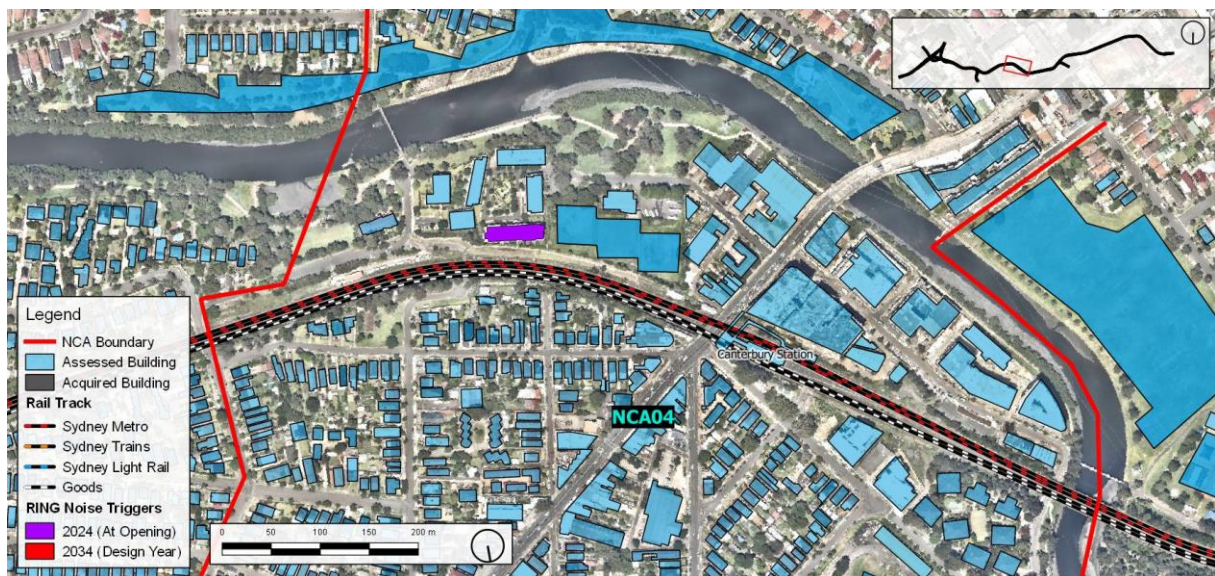 Canterbury Station
NCA04
Legend
NCA Boundary
Assessed Building
Acquired Building
Rail Track
Sydney Metro
Sydney Trains
Sydney Light Rail
Goods
RING Noise Triggers
2024 (At Opening)
2034 (Design Year)
0 50 100 150 200 m